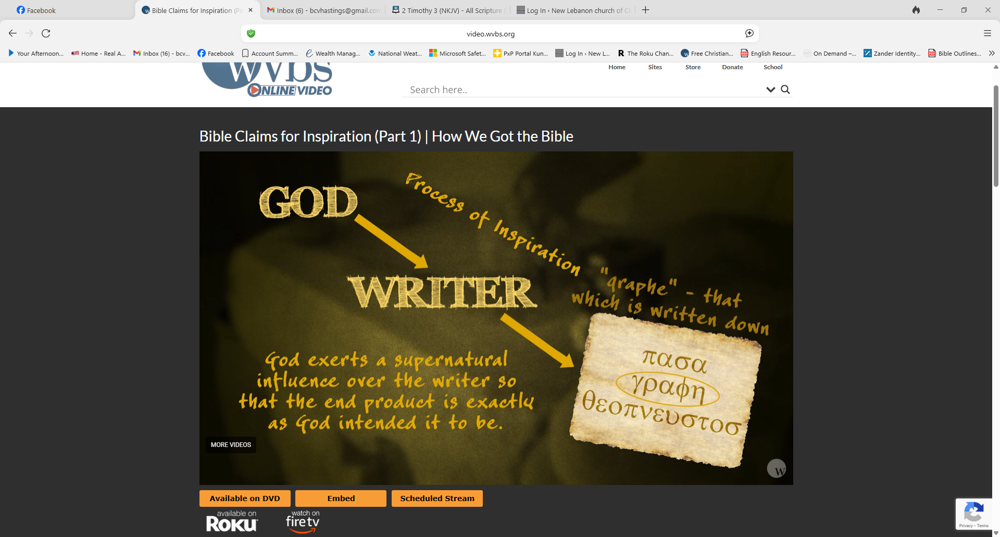 Facebook
Bible Claims for Inspiration (Pa
Inbox (6) - bcvhastings@gmail.com
2 Timothy 3 (NKJV) - All Scripture
Log In ‹ New Lebanon church of Ch
video.wvbs.org
Your Afternoon...
Home - Real A...
Inbox (16) - bcv...
Facebook
Account Summ...
Wealth Manag...
National Weat...
Microsoft Safet...
PxP Portal Kun...
Log In ‹ New L...
The Roku Chan...
Free Christian...
English Resour...
On Demand –...
Zander Identity...
Bible Outlines...
wvbs
ONLINE VIDEO
Home Sites Store Donate School
Search here..
Bible Claims for Inspiration (Part 1) | How We Got the Bible
GOD
Process of Inspiration
WRITER
"graphe" - that
which is written down
God exerts a supernatural
influence over the writer so
that the end product is exactly
as God intended it to be.
πασα
γραφη
θεοπνευστοσ
MORE VIDEOS
W
Available on DVD
Embed
Scheduled Stream
available on
Roku
watch on
fire tv
Privacy - Terms